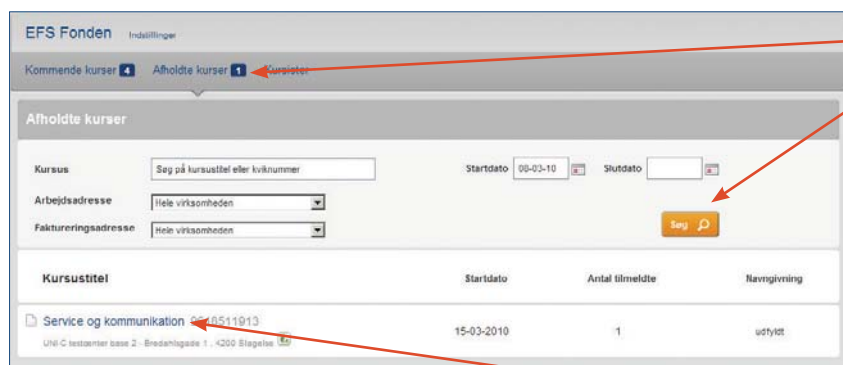 EFS Fonden Indstillinger
Kommende kurser 4 Afholdte kurser 1 Kursister
Afholdte kurser
Kursus Søg på kursustitel eller kviknummer Startdato 08-03-10 Slutdato
Arbejdsadresse Hele virksomheden
Faktureringsadresse Hele virksomheden
Søg
Kursustitel Startdato Antal tilmeldte Navngivning
Service og kommunikation
15-03-2010 1 udfyldt
UNI-C testcenter base 2 - Bredahlsgade 1 , 4200 Slagelse